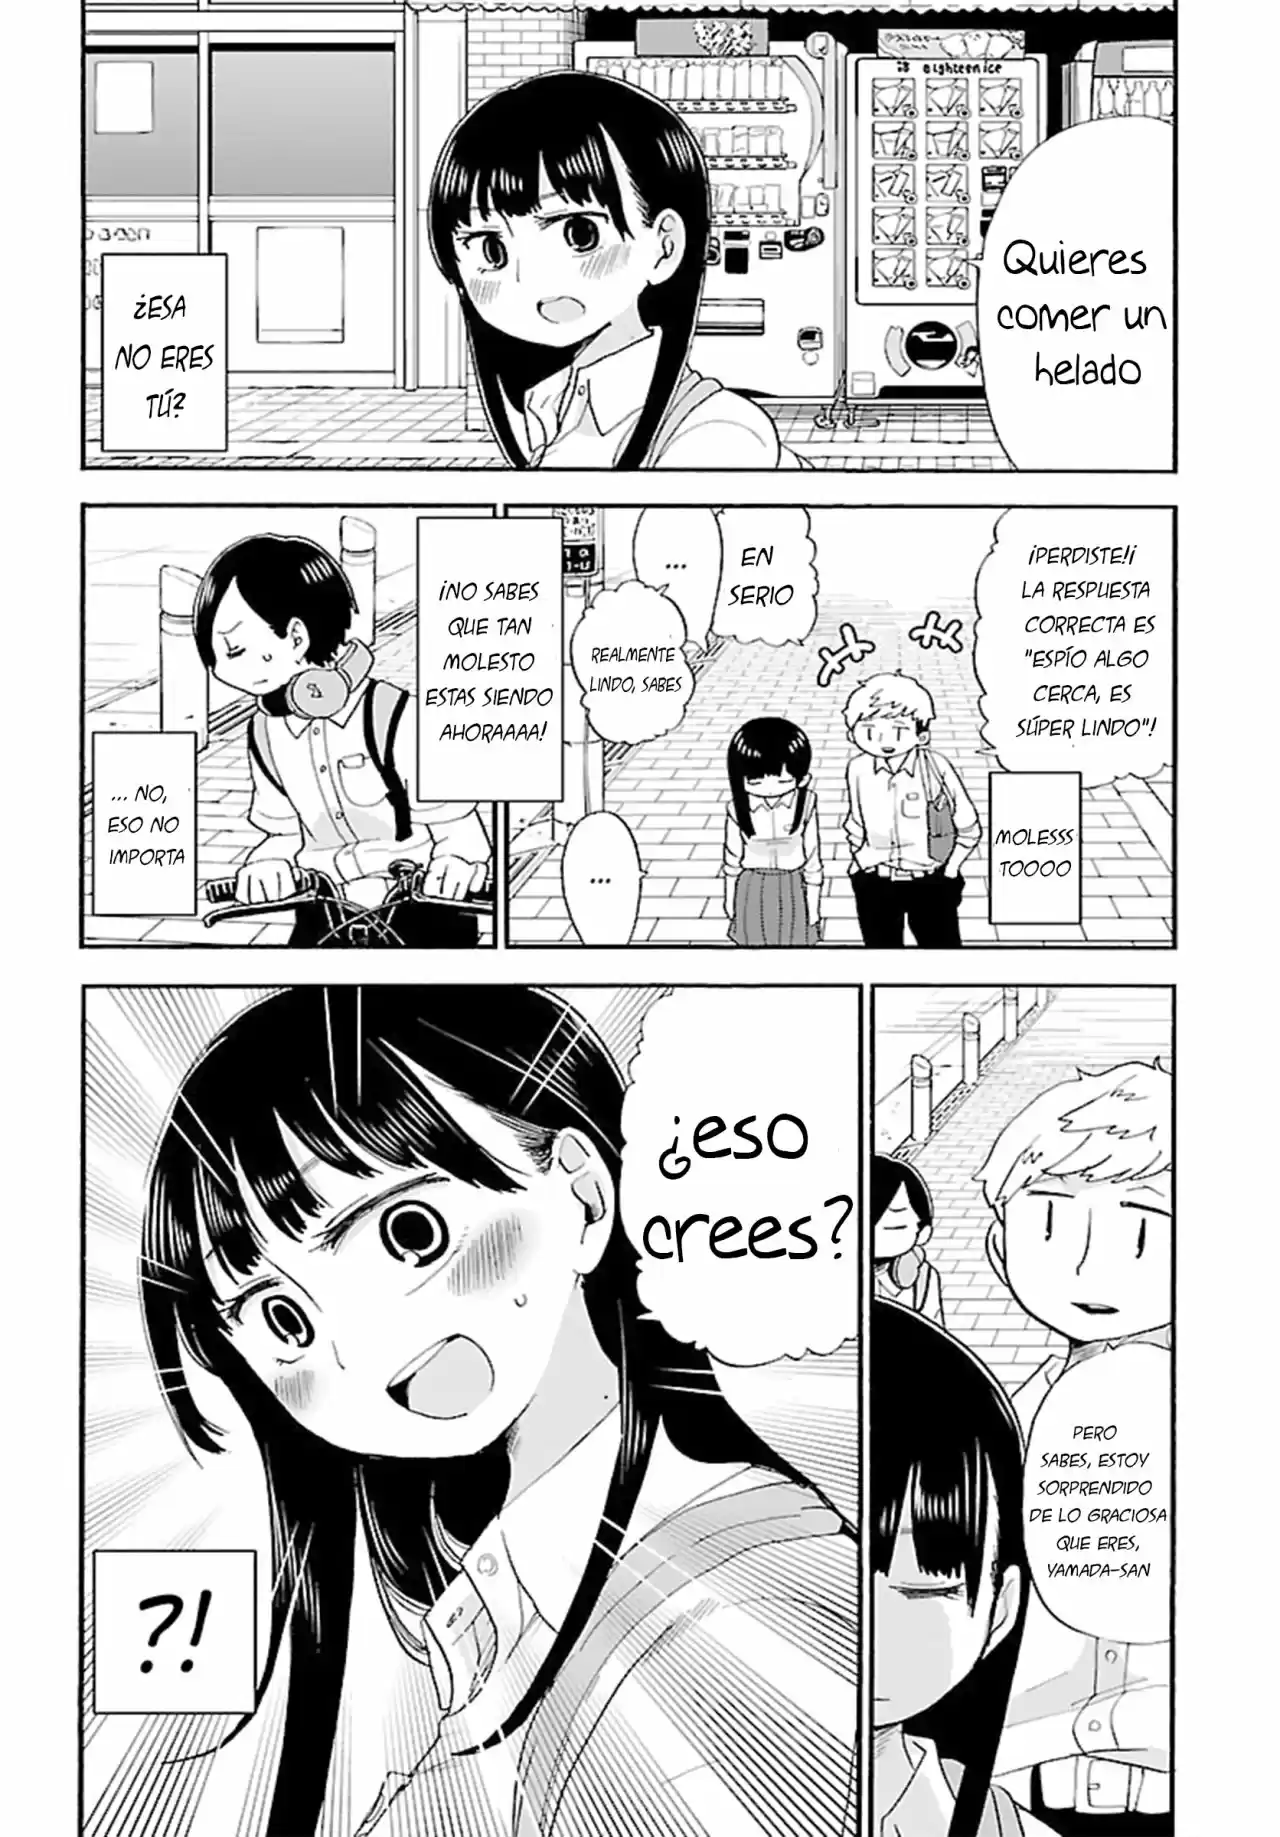 eighteen ice
Quieres
comer un
helado
¿ESA
NO ERES
TÚ?
¡PERDISTE!¡
LA RESPUESTA
CORRECTA ES
"ESPÍO ALGO
CERCA, ES
SÚPER LINDO"!
EN
SERIO
...
REALMENTE
LINDO, SABES
MOLESSS
TOOOO
...
¡NO SABES
QUE TAN
MOLESTO
ESTAS SIENDO
AHORAAAA!
... NO,
ESO NO
IMPORTA
PERO
SABES, ESTOY
SORPRENDIDO
DE LO GRACIOSA
QUE ERES,
YAMADA-SAN
¿eso
crees?
?!